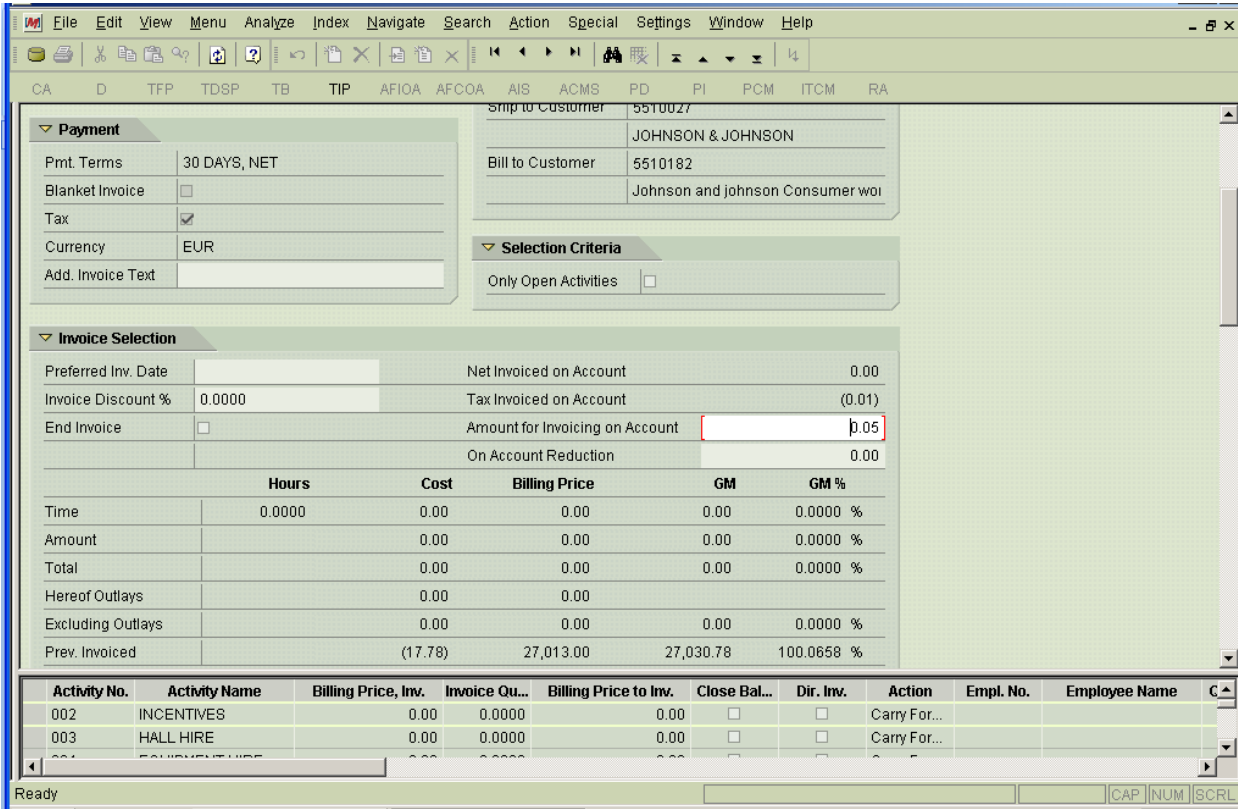 File Edit View Menu Analyze Index Navigate Search Action Special Settings Window Help
CA D TFP TDSP TB TIP AFIOA AFCOA AIS ACMS PD PI PCM ITCM RA
Ship to Customer 5510027
Payment
JOHNSON & JOHNSON
Pmt. Terms 30 DAYS, NET Bill to Customer 5510182
Blanket Invoice Johnson and johnson Consumer wor
Tax
Currency EUR Selection Criteria
Add. Invoice Text Only Open Activities
Invoice Selection
Preferred Inv. Date Net Invoiced on Account 0.00
Invoice Discount % 0.0000 Tax Invoiced on Account (0.01)
End Invoice Amount for Invoicing on Account 0.05
On Account Reduction 0.00
Hours Cost Billing Price GM GM %
Time 0.0000 0.00 0.00 0.00 0.0000 %
Amount 0.00 0.00 0.00 0.0000 %
Total 0.00 0.00 0.00 0.0000 %
Hereof Outlays 0.00 0.00
Excluding Outlays 0.00 0.00 0.00 0.0000 %
Prev. Invoiced (17.78) 27,013.00 27,030.78 100.0658 %
Activity No. Activity Name Billing Price, Inv. Invoice Qu... Billing Price to Inv. Close Bal... Dir. Inv. Action Empl. No. Employee Name
002 INCENTIVES 0.00 0.0000 0.00 Carry For...
003 HALL HIRE 0.00 0.0000 0.00 Carry For...
Ready CAP NUM SCRL